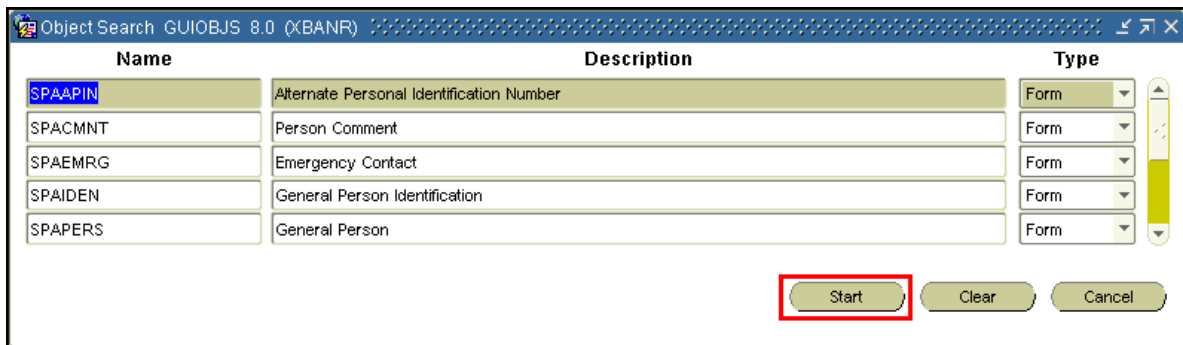 Object Search GUIOBJS 8.0 (XBANR)
Name Description Type
SPAAPIN Alternate Personal Identification Number Form
SPACMNT Person Comment Form
SPAEMRG Emergency Contact Form
SPAIDEN General Person Identification Form
SPAPERS General Person Form
Start Clear Cancel